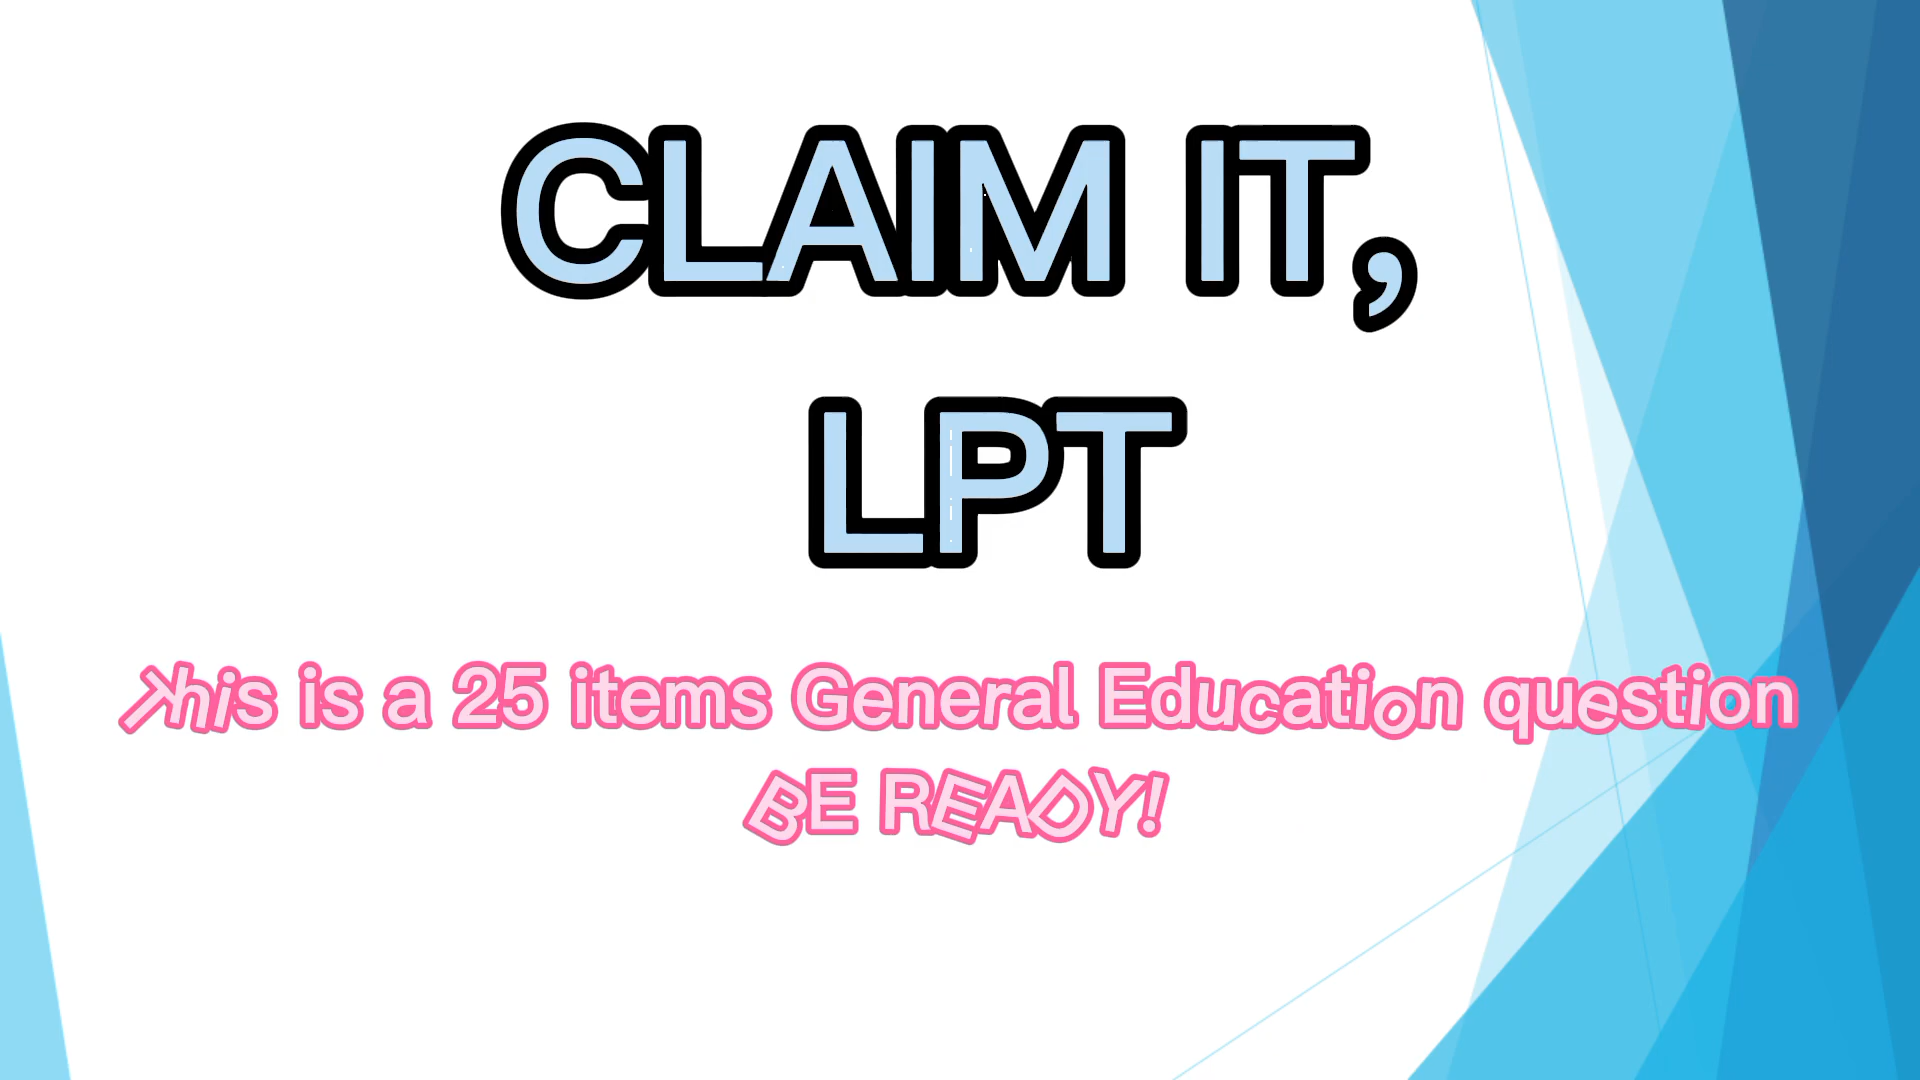 CLAIM IT,
LPT
This is a 25 items General Education question
BE READY!